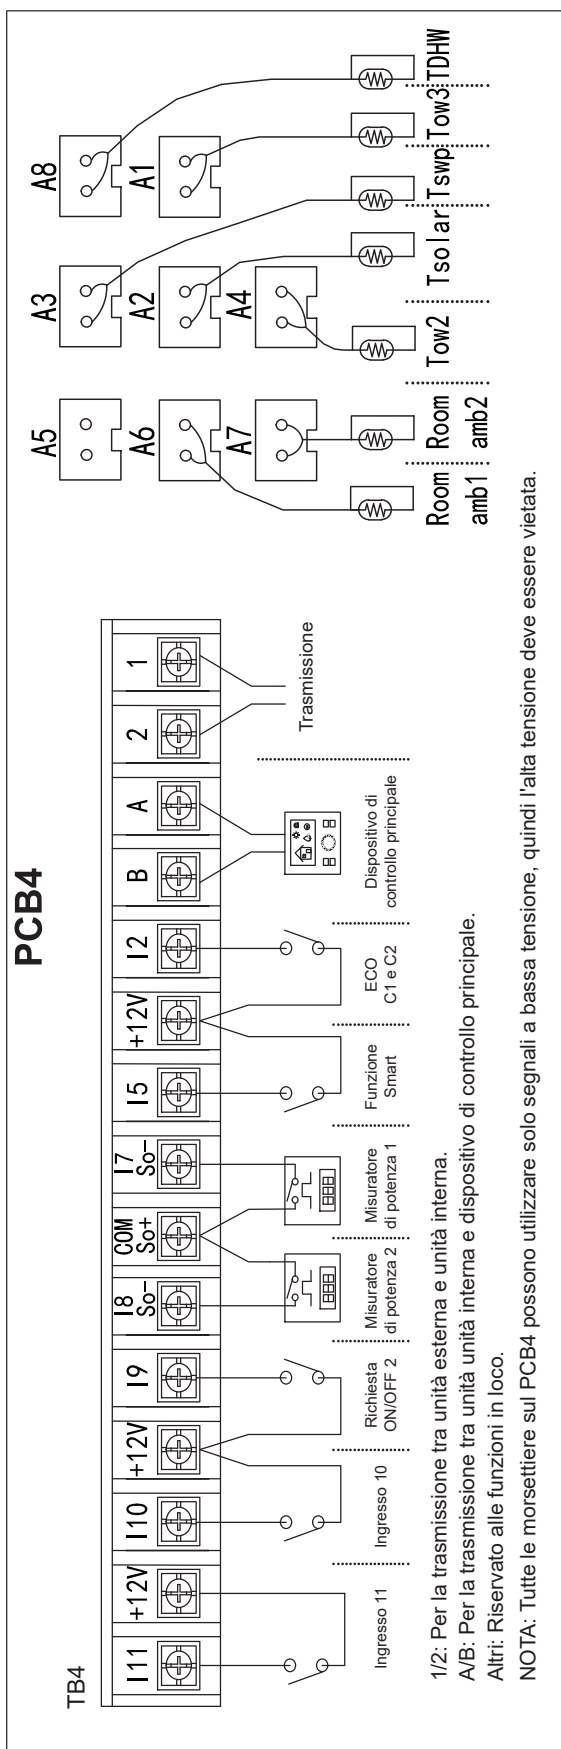 PCB4
TB4
I11
+12V
I10
+12V
I9
I8
So-
COM
So+
I7
So-
I5
+12V
I2
B
A
2
1
Ingresso 11
Ingresso 10
Richiesta
ON/OFF 2
Misuratore
di potenza 2
Misuratore
di potenza 1
Funzione
Smart
ECO
C1 e C2
Dispositivo di
controllo principale
Trasmissione
A5
A3
A8
A6
A2
A1
A7
A4
Room
amb1
Room
amb2
Tow2
Tsolar
Tswp
Tow3
TDHW
1/2: Per la trasmissione tra unità esterna e unità interna.
A/B: Per la trasmissione tra unità unità interna e dispositivo di controllo principale.
Altri: Riservato alle funzioni in loco.
NOTA: Tutte le morsettiere sul PCB4 possono utilizzare solo segnali a bassa tensione, quindi l'alta tensione deve essere vietata.